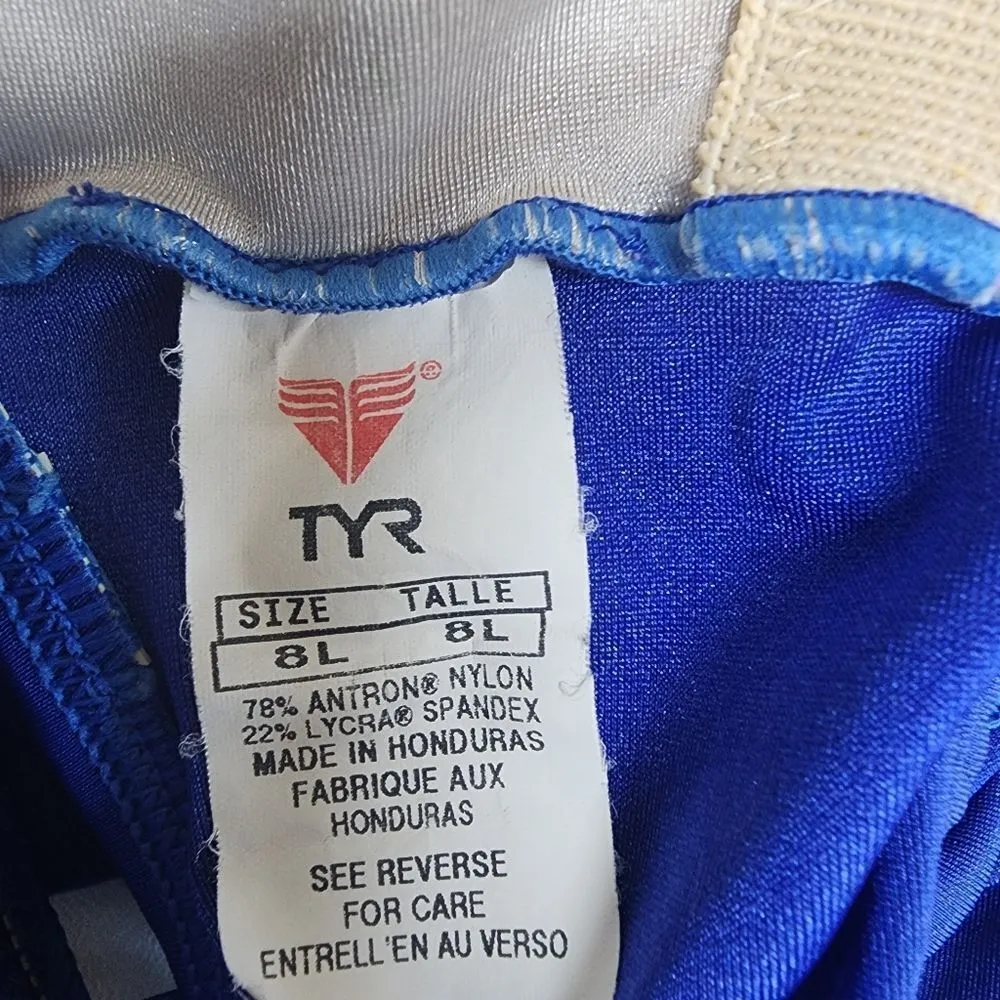 ®
TYR
SIZE TALLE
8L 8L
78% ANTRON® NYLON
22% LYCRA® SPANDEX
MADE IN HONDURAS
FABRIQUE AUX
HONDURAS
SEE REVERSE
FOR CARE
ENTRELL'EN AU VERSO